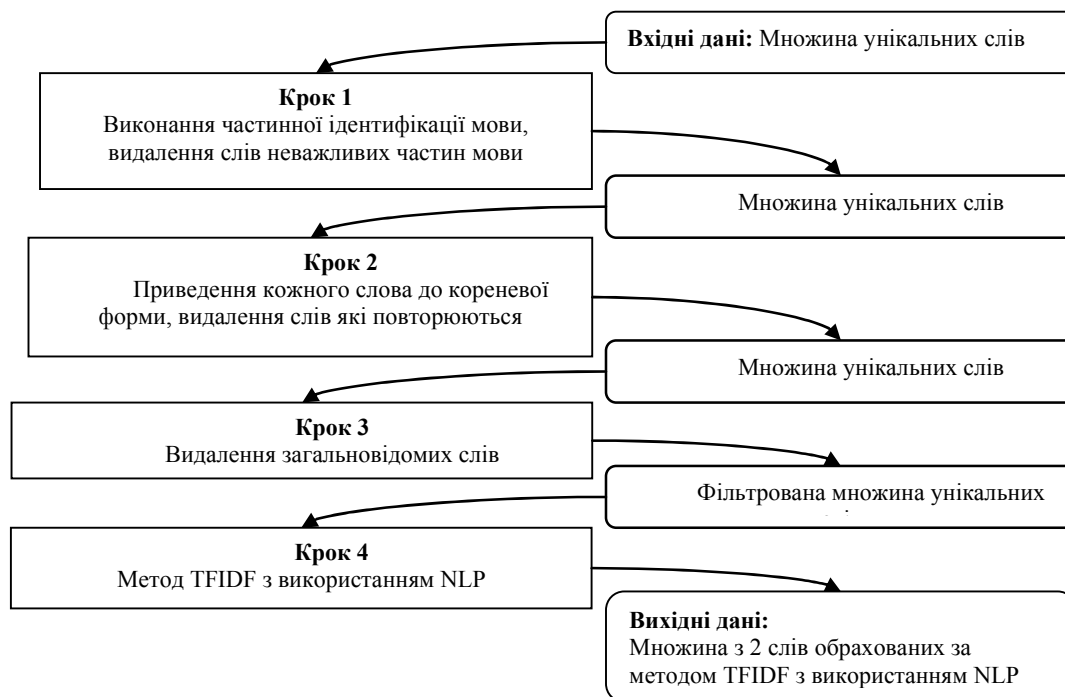 Вхідні дані: Множина унікальних слів
Крок 1
Виконання частинної ідентифікації мови,
видалення слів неважливих частин мови
Множина унікальних слів
Крок 2
Приведення кожного слова до кореневої
форми, видалення слів які повторюються
Множина унікальних слів
Крок 3
Видалення загальновідомих слів
Фільтрована множина унікальних
Крок 4
Метод TFIDF з використанням NLP
Вихідні дані:
Множина з 2 слів обрахованих за
методом TFIDF з використанням NLP